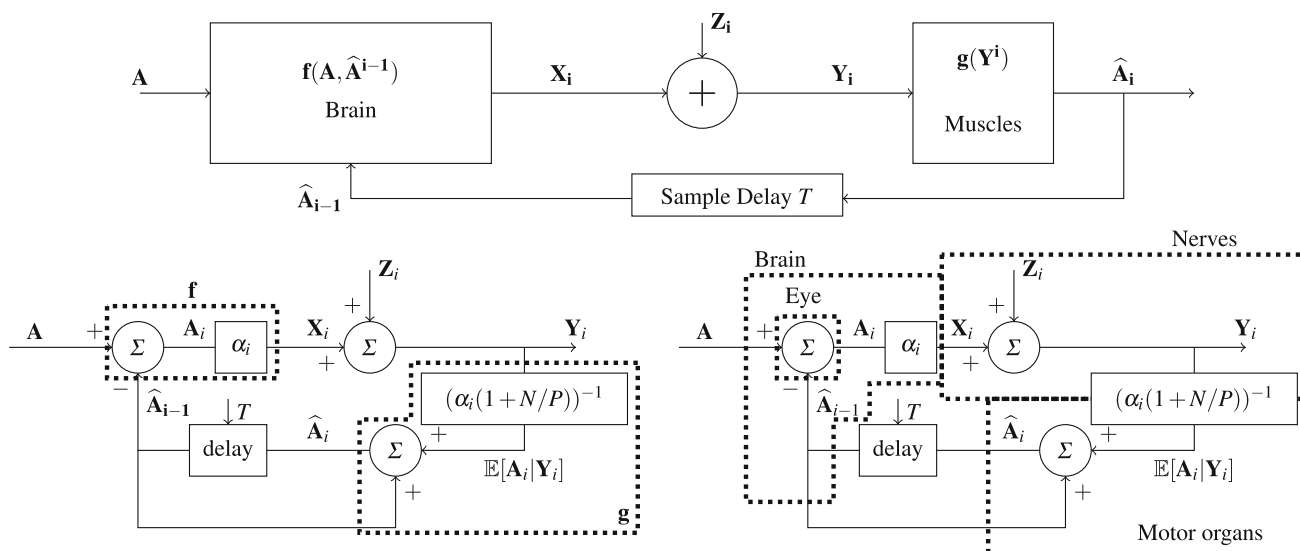 Z_i
f(A, Â^{i−1})
Brain
g(Y^i)
Muscles
A
X_i
+
Y_i
Â_i
Â_{i−1}
Sample Delay T
f
Z_i
A
+
Σ
A_i
α_i
X_i
+
+
Σ
Y_i
−
Â_{i−1}
T
delay
Â_i
(α_i(1+N/P))^{−1}
Σ
+
+
𝔼[A_i|Y_i]
g
Nerves
Brain
Eye
Z_i
A
+
Σ
A_i
α_i
X_i
+
+
Σ
Y_i
−
Â_{i−1}
T
delay
Â_i
(α_i(1+N/P))^{−1}
Σ
+
+
𝔼[A_i|Y_i]
Motor organs